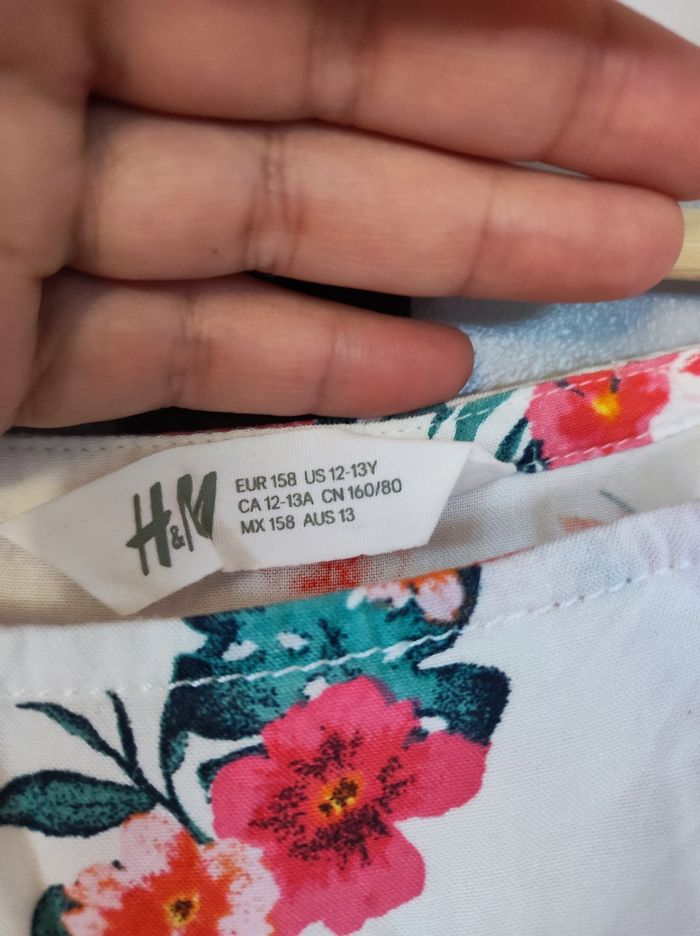 H&M
EUR 158 US 12-13Y
CA 12-13A CN 160/80
MX 158 AUS 13